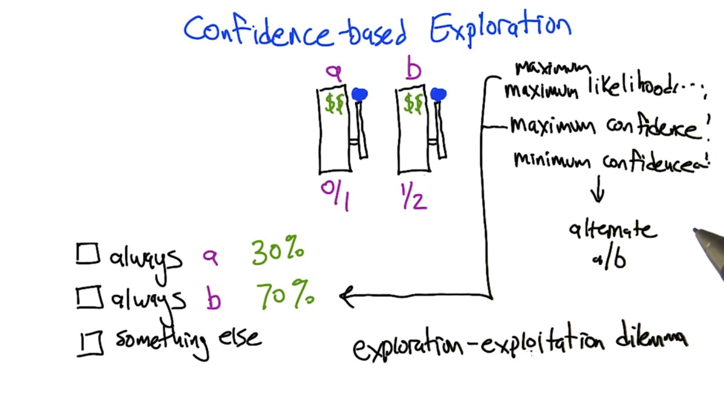 Confidence-based Exploration
a b
$$ $$
0/1 1/2
maximum
maximum likelihood
maximum confidence!
minimum confidence
alternate
a/b
always a 30%
always b 70%
something else
exploration-exploitation dilemma